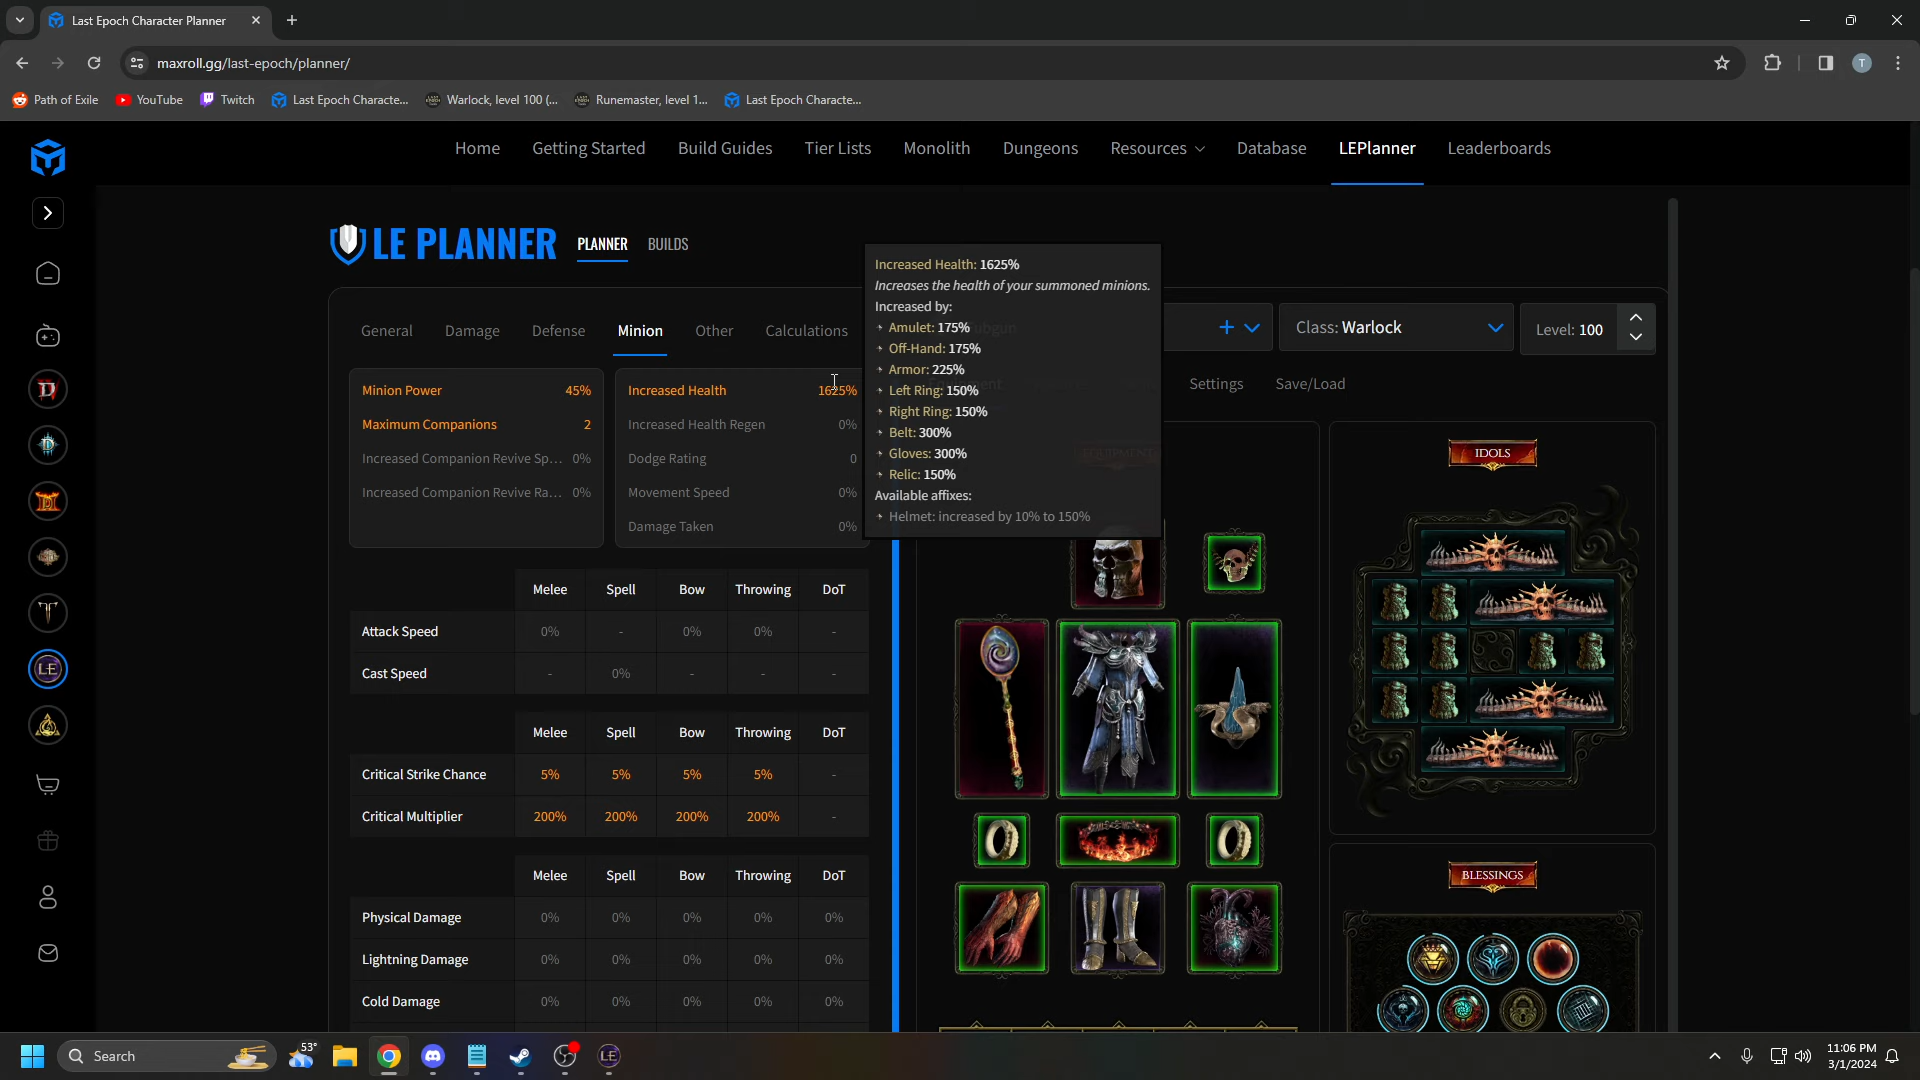 Last Epoch Character Planner
maxroll.gg/last-epoch/planner/
T
Path of Exile YouTube Twitch Last Epoch Characte... Warlock, level 100 (... Runemaster, level 1... Last Epoch Characte...
Home Getting Started Build Guides Tier Lists Monolith Dungeons Resources Database LEPlanner Leaderboards
LE PLANNER PLANNER BUILDS
General Damage Defense Minion Other Calculations
Class: Warlock Level: 100
Settings Save/Load
Minion Power 45%
Maximum Companions 2
Increased Companion Revive Sp... 0%
Increased Companion Revive Ra... 0%
Increased Health 1625%
Increased Health Regen 0%
Dodge Rating 0
Movement Speed 0%
Damage Taken 0%
Increased Health: 1625%
Increases the health of your summoned minions.
Increased by:
Amulet: 175%
Off-Hand: 175%
Armor: 225%
Left Ring: 150%
Right Ring: 150%
Belt: 300%
Gloves: 300%
Relic: 150%
Available affixes:
Helmet: increased by 10% to 150%
EQUIPMENT
IDOLS
Melee Spell Bow Throwing DoT
Attack Speed 0% - 0% 0% -
Cast Speed - 0% - - -
Melee Spell Bow Throwing DoT
Critical Strike Chance 5% 5% 5% 5% -
Critical Multiplier 200% 200% 200% 200% -
Melee Spell Bow Throwing DoT
Physical Damage 0% 0% 0% 0% 0%
Lightning Damage 0% 0% 0% 0% 0%
Cold Damage 0% 0% 0% 0% 0%
BLESSINGS
LE
Search
53°
LE
11:06 PM
3/1/2024